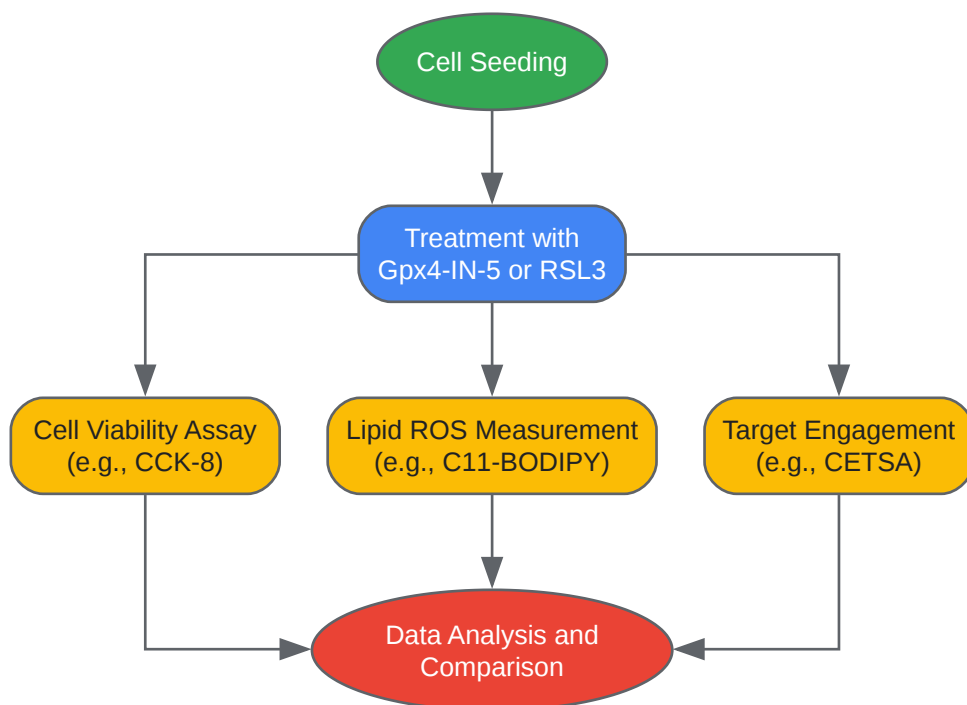 Cell Seeding
Treatment with
Gpx4-IN-5 or RSL3
Cell Viability Assay
(e.g., CCK-8)
Lipid ROS Measurement
(e.g., C11-BODIPY)
Target Engagement
(e.g., CETSA)
Data Analysis and
Comparison